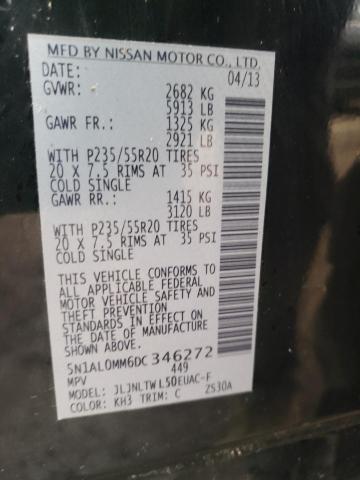 MFD BY NISSAN MOTOR CO., LTD.
DATE: 04/13
GVWR: 2682 KG
5913 LB
GAWR FR.: 1325 KG
2921 LB
WITH P235/55R20 TIRES
20 X 7.5 RIMS AT 35 PSI
COLD SINGLE
GAWR RR.: 1415 KG
3120 LB
WITH P235/55R20 TIRES
20 X 7.5 RIMS AT 35 PSI
COLD SINGLE
THIS VEHICLE CONFORMS TO
ALL APPLICABLE FEDERAL
MOTOR VEHICLE SAFETY AND
THEFT PREVENTION
STANDARDS IN EFFECT ON
THE DATE OF MANUFACTURE
SHOWN ABOVE.
5N1AL0MM6DC346272
MPV 449
MODEL: JLJNLTWL50EUAC-F
COLOR: KH3 TRIM: C ZS30A